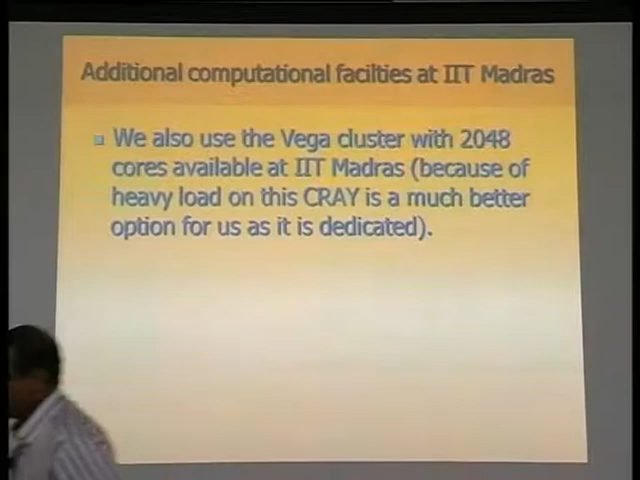 Additional computational facilties at IIT Madras
We also use the Vega cluster with 2048
cores available at IIT Madras (because of
heavy load on this CRAY is a much better
option for us as it is dedicated).